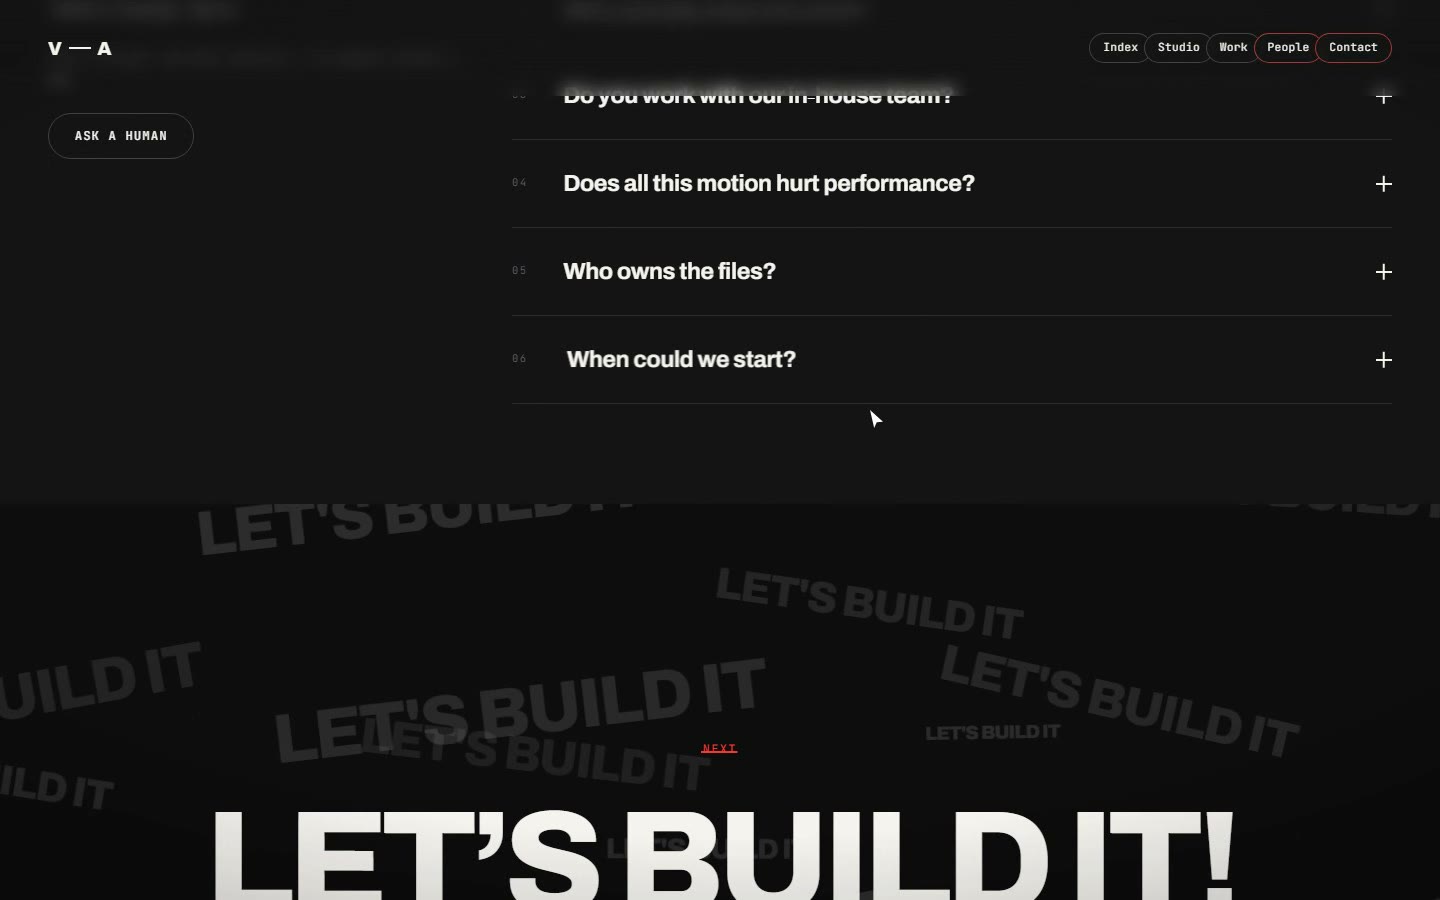 V — A
Index Studio Work People Contact
Do you work with our in-house team?
ASK A HUMAN
04 Does all this motion hurt performance?
05 Who owns the files?
06 When could we start?
LET'S BUILD IT
LET'S BUILD IT
UILD IT
LET'S BUILD IT
LET'S BUILD IT
LET'S BUILD IT
LET'S BUILD IT
NEXT
ILD IT
LET’S BUILD IT!